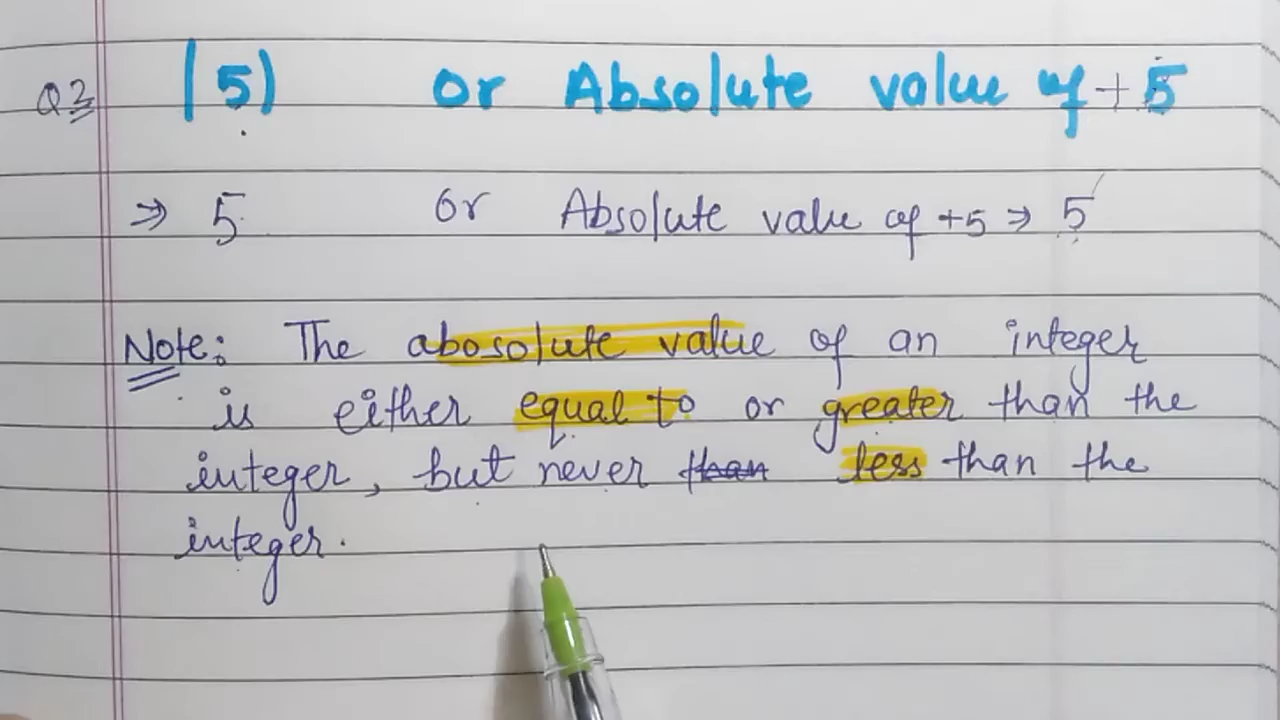 Q2 |5) or Absolute value of +5
⇒ 5 or Absolute value of +5 ⇒ 5
Note: The abosolute value of an integer
is either equal to or greater than the
integer, but never than less than the
integer.